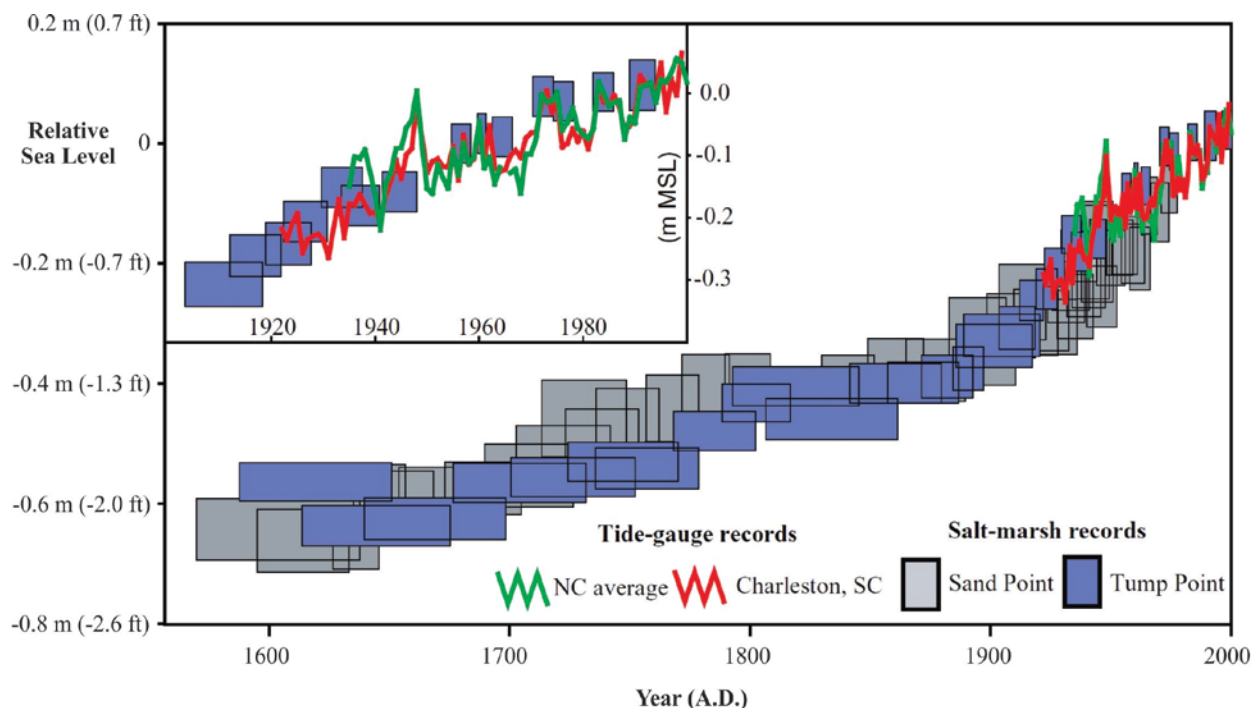 0.2 m (0.7 ft)
Relative
Sea Level
0
-0.2 m (-0.7 ft)
-0.4 m (-1.3 ft)
-0.6 m (-2.0 ft)
-0.8 m (-2.6 ft)
0.0
-0.1
-0.2
-0.3
(m MSL)
1920 1940 1960 1980
Tide-gauge records Salt-marsh records
NC average Charleston, SC Sand Point Tump Point
1600 1700 1800 1900 2000
Year (A.D.)